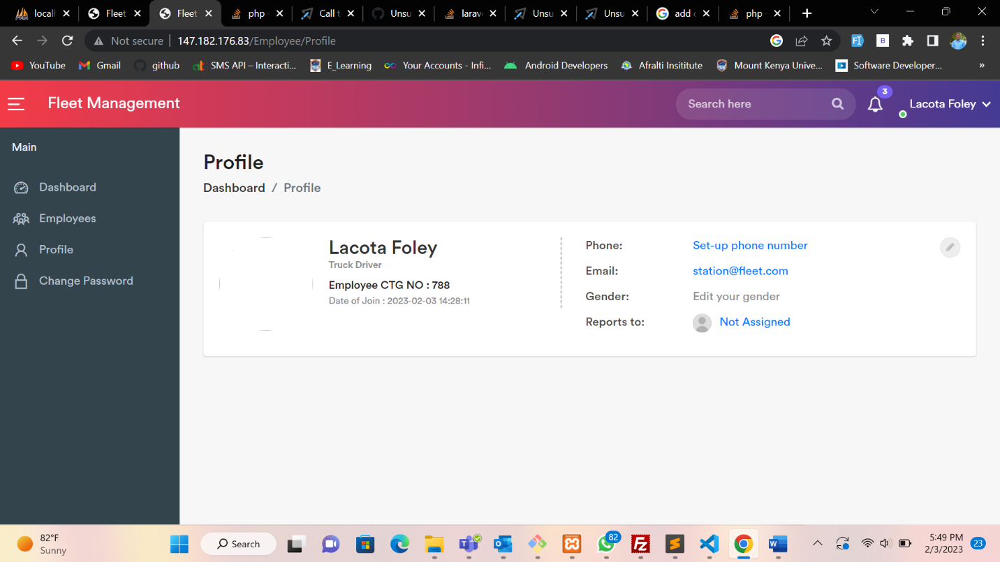 locall
Fleet
Fleet
php -
Call t
Unsu
larav
Unsu
Unsu
add c
php -
Not secure
147.182.176.83/Employee/Profile
B
YouTube
Gmail
github
SMS API – Interacti...
E_Learning
Your Accounts - Infi...
Android Developers
Afralti Insititute
Mount Kenya Unive...
Software Developer...
»
Fleet Management
Search here
3
Lacota Foley
Main
Dashboard
Employees
Profile
Change Password
Profile
Dashboard / Profile
Lacota Foley
Truck Driver
Employee CTG NO : 788
Date of Join : 2023-02-03 14:28:11
Phone: Set-up phone number
Email: station@fleet.com
Gender: Edit your gender
Reports to: Not Assigned
82°F
Sunny
Search
82
5:49 PM
2/3/2023
23